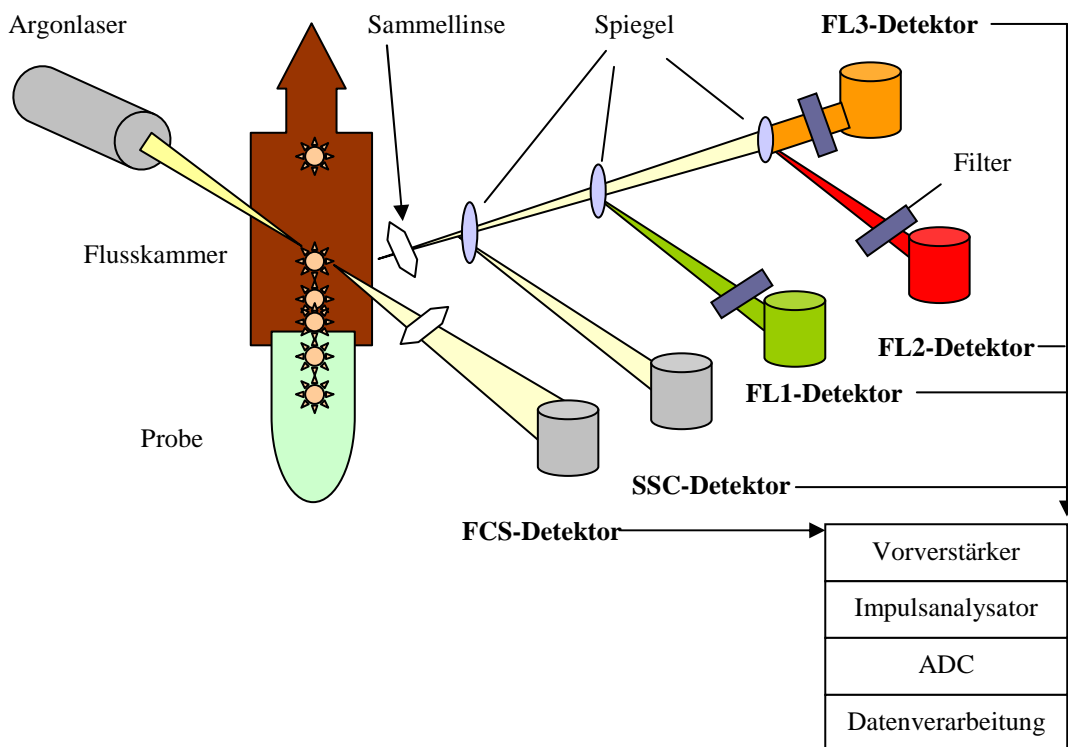 Argonlaser
Sammellinse
Spiegel
FL3-Detektor
Filter
Flusskammer
FL2-Detektor
FL1-Detektor
Probe
SSC-Detektor
FCS-Detektor
Vorverstärker
Impulsanalysator
ADC
Datenverarbeitung